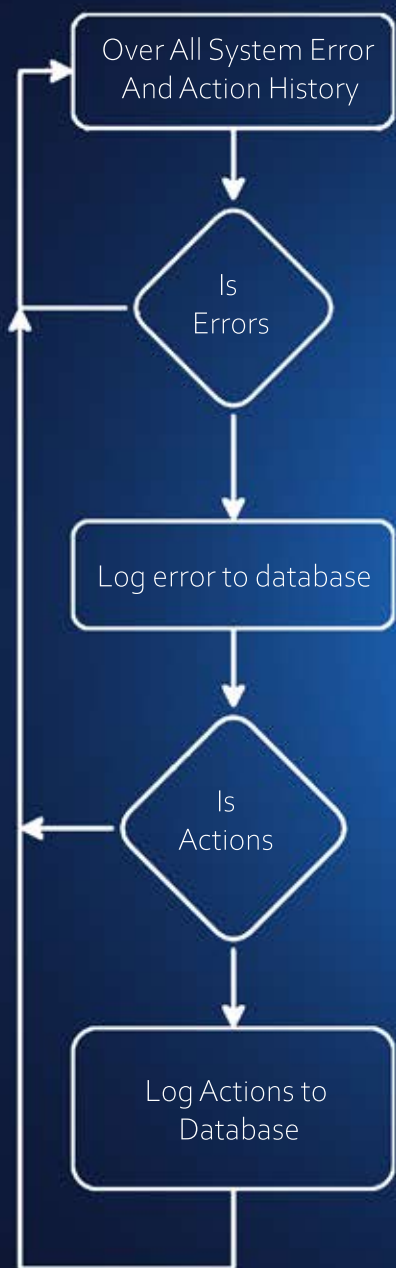 Over All System Error
And Action History
Is
Errors
Log error to database
Is
Actions
Log Actions to
Database